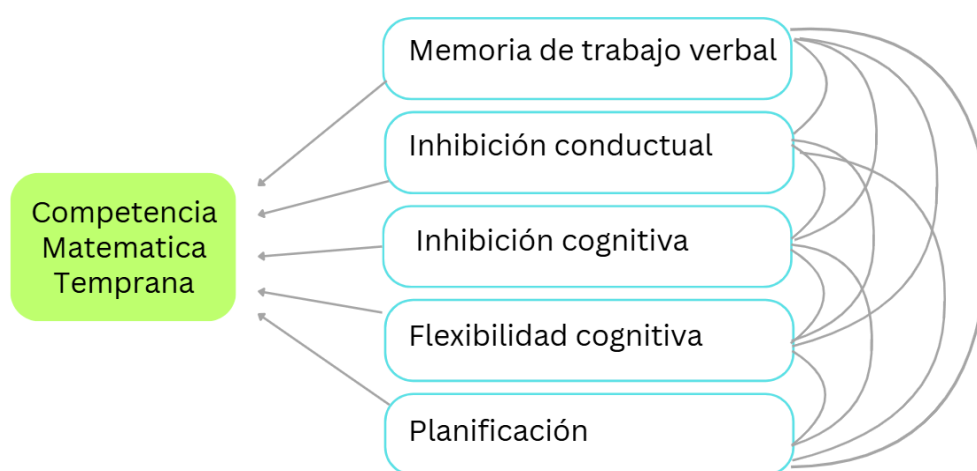 Memoria de trabajo verbal
Inhibición conductual
Competencia
Matematica
Temprana
Inhibición cognitiva
Flexibilidad cognitiva
Planificación